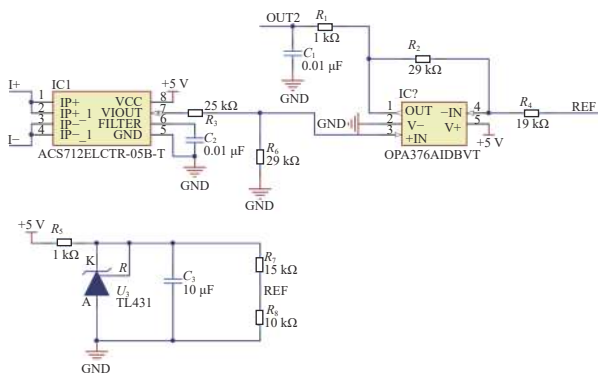 OUT2 R1
1 kΩ
R2
29 kΩ
C1
0.01 μF
GND
I+
I−
IC1
+5 V
1 IP+ VCC 8
2 IP+_1 VIOUT 7
3 IP− FILTER 6
4 IP−_1 GND 5
ACS712ELCTR-05B-T
25 kΩ
R3
C2
0.01 μF
GND
R6
29 kΩ
GND
IC?
1 OUT −IN 4
GND 2 V− V+ 5
3 +IN
+5 V
OPA376AIDBVT
R4
19 kΩ
REF
+5 V
R5
1 kΩ
K
R
A
U3
TL431
C3
10 μF
R7
15 kΩ
REF
R8
10 kΩ
GND